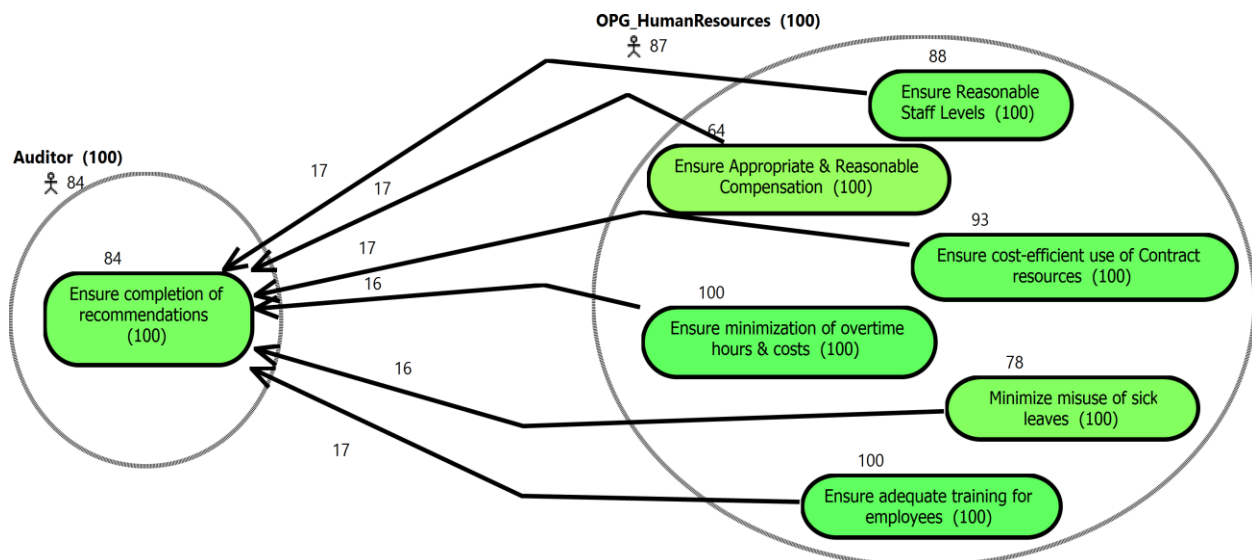 OPG_HumanResources (100)
87
88
Ensure Reasonable
Staff Levels (100)
64
Ensure Appropriate & Reasonable
Compensation (100)
Auditor (100)
84
17
17
93
Ensure cost-efficient use of Contract
resources (100)
17
84
Ensure completion of
recommendations
(100)
16
100
Ensure minimization of overtime
hours & costs (100)
16
78
Minimize misuse of sick
leaves (100)
17
100
Ensure adequate training for
employees (100)